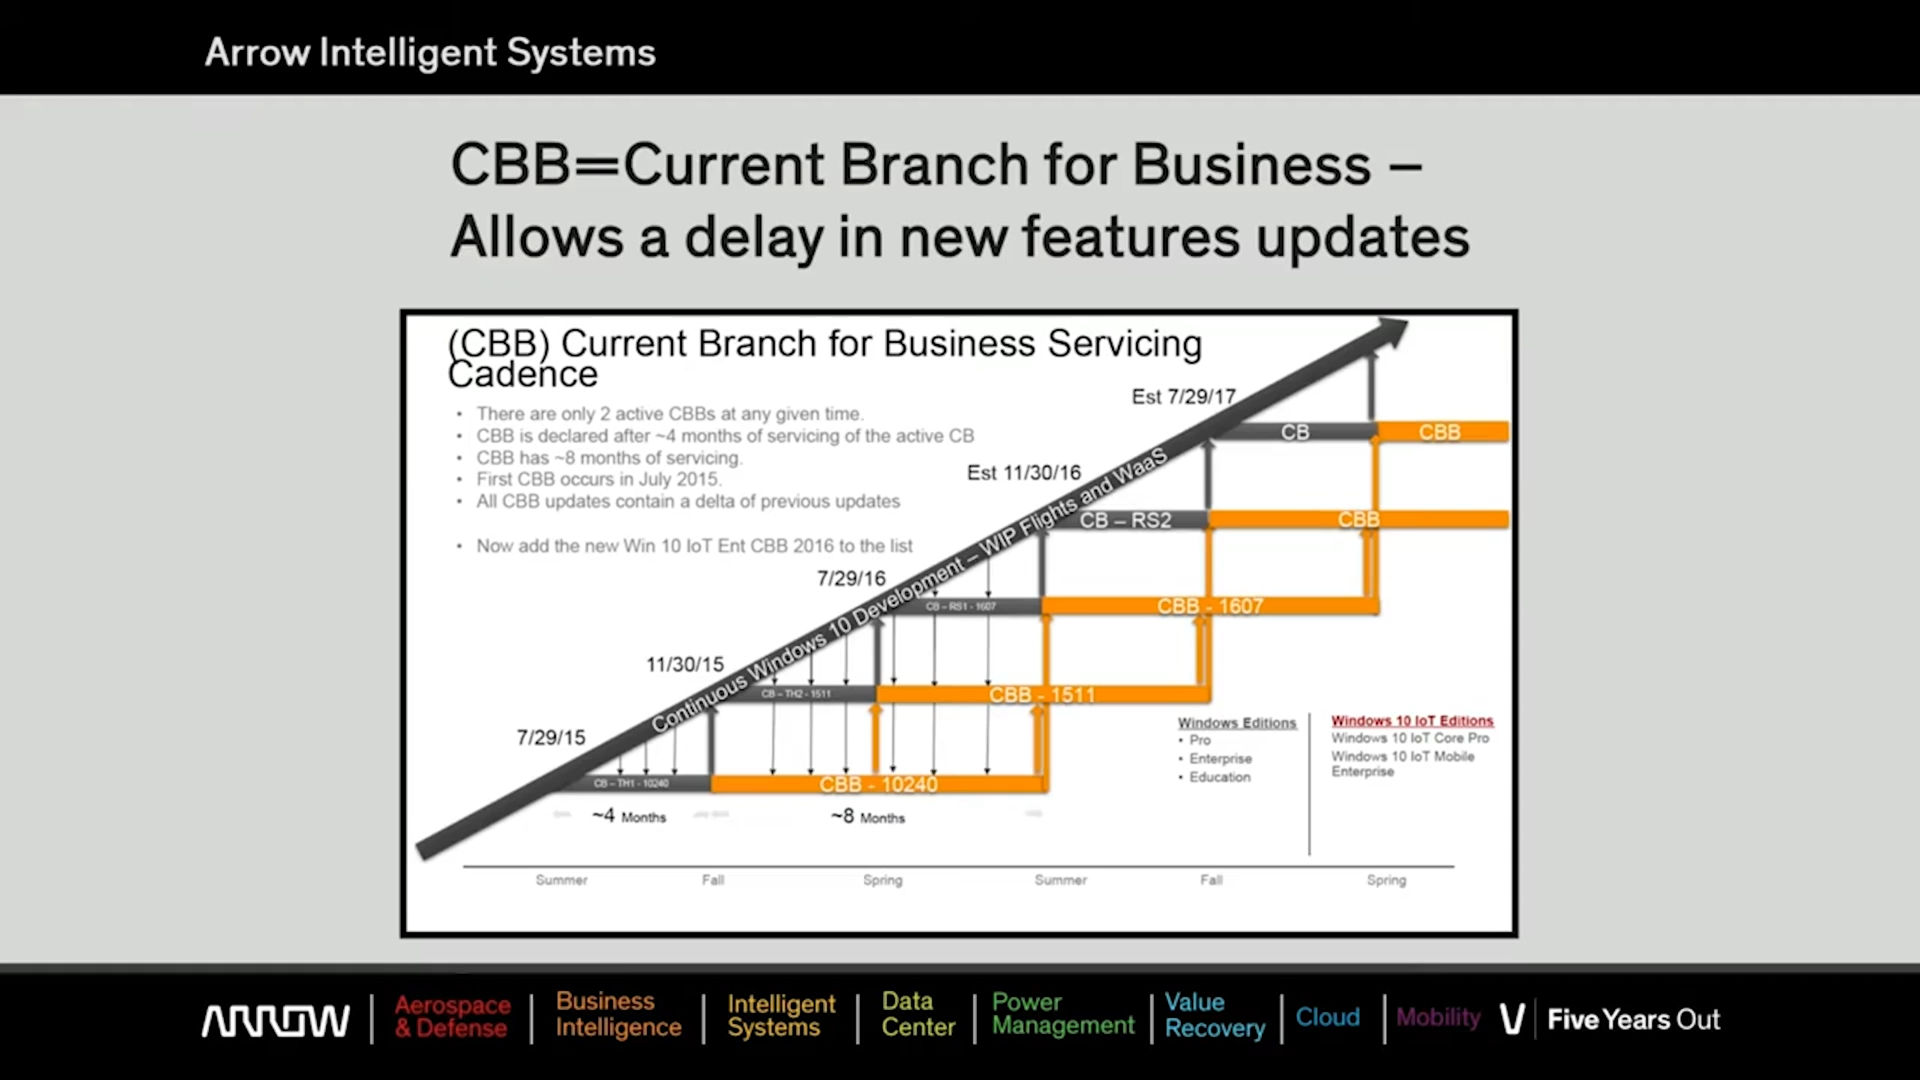 Arrow Intelligent Systems
CBB=Current Branch for Business –
Allows a delay in new features updates
(CBB) Current Branch for Business Servicing
Cadence
• There are only 2 active CBBs at any given time.
• CBB is declared after ~4 months of servicing of the active CB
• CBB has ~8 months of servicing.
• First CBB occurs in July 2015.
• All CBB updates contain a delta of previous updates
• Now add the new Win 10 IoT Ent CBB 2016 to the list
Est 7/29/17
CB
CBB
Est 11/30/16
CB – RS2
CBB
7/29/16
CB – RS1 - 1607
CBB - 1607
11/30/15
CB – TH2 - 1511
CBB - 1511
7/29/15
CB – TH1 - 10240
CBB - 10240
Continuous Windows 10 Development – WIP Flights and WaaS
~4 Months
~8 Months
Windows Editions
• Pro
• Enterprise
• Education
Windows 10 IoT Editions
Windows 10 IoT Core Pro
Windows 10 IoT Mobile
Enterprise
Summer
Fall
Spring
Summer
Fall
Spring
ARROW
Aerospace
& Defense
Business
Intelligence
Intelligent
Systems
Data
Center
Power
Management
Value
Recovery
Cloud
Mobility
Five Years Out